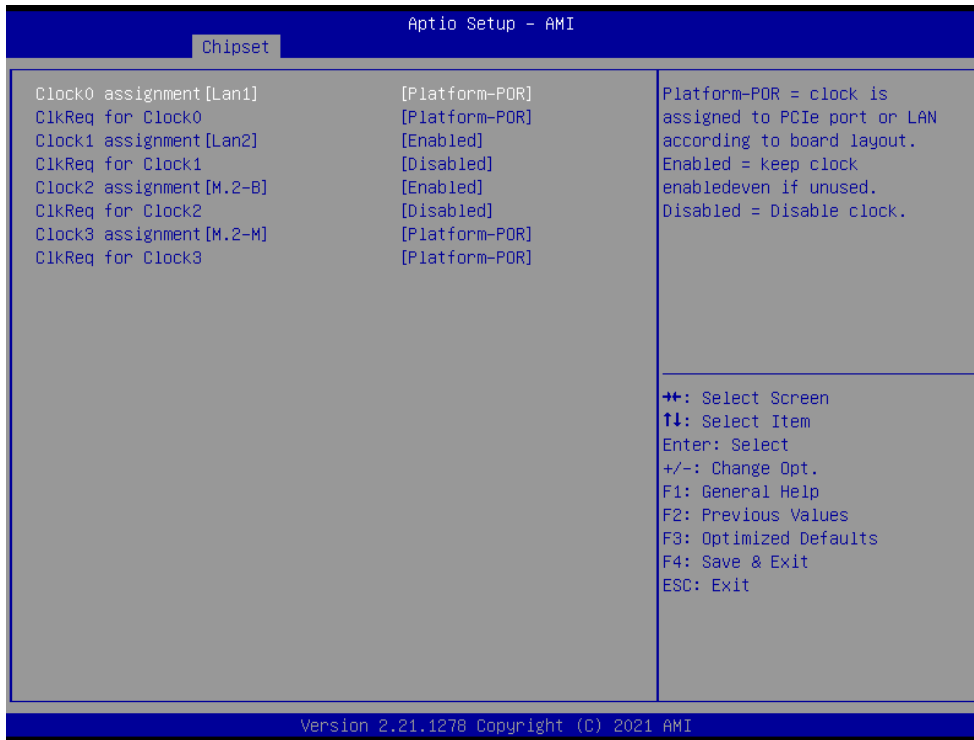 Aptio Setup – AMI
Chipset
Clock0 assignment[Lan1] [Platform-POR]
ClkReq for Clock0 [Platform-POR]
Clock1 assignment[Lan2] [Enabled]
ClkReq for Clock1 [Disabled]
Clock2 assignment[M.2-B] [Enabled]
ClkReq for Clock2 [Disabled]
Clock3 assignment[M.2-M] [Platform-POR]
ClkReq for Clock3 [Platform-POR]
Platform-POR = clock is
assigned to PCIe port or LAN
according to board layout.
Enabled = keep clock
enabledeven if unused.
Disabled = Disable clock.
→←: Select Screen
↑↓: Select Item
Enter: Select
+/-: Change Opt.
F1: General Help
F2: Previous Values
F3: Optimized Defaults
F4: Save & Exit
ESC: Exit
Version 2.21.1278 Copyright (C) 2021 AMI